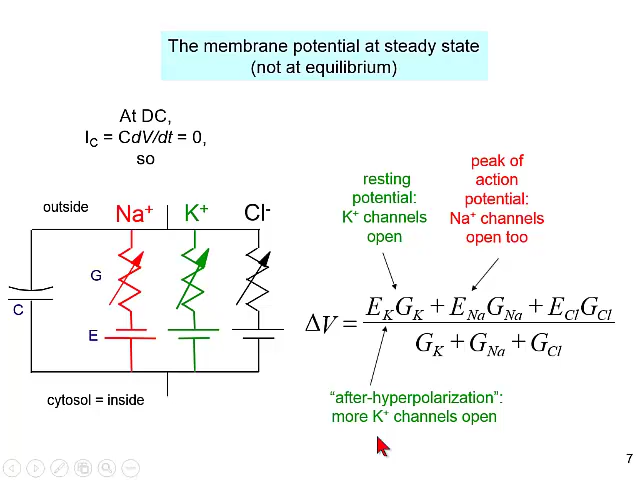 The membrane potential at steady state
(not at equilibrium)
At DC,
I_C = CdV/dt = 0,
so
outside
Na⁺
K⁺
Cl⁻
G
C
E
cytosol = inside
resting
potential:
K⁺ channels
open
peak of
action
potential:
Na⁺ channels
open too
ΔV = (E_K G_K + E_Na G_Na + E_Cl G_Cl) / (G_K + G_Na + G_Cl)
“after-hyperpolarization”:
more K⁺ channels open
7